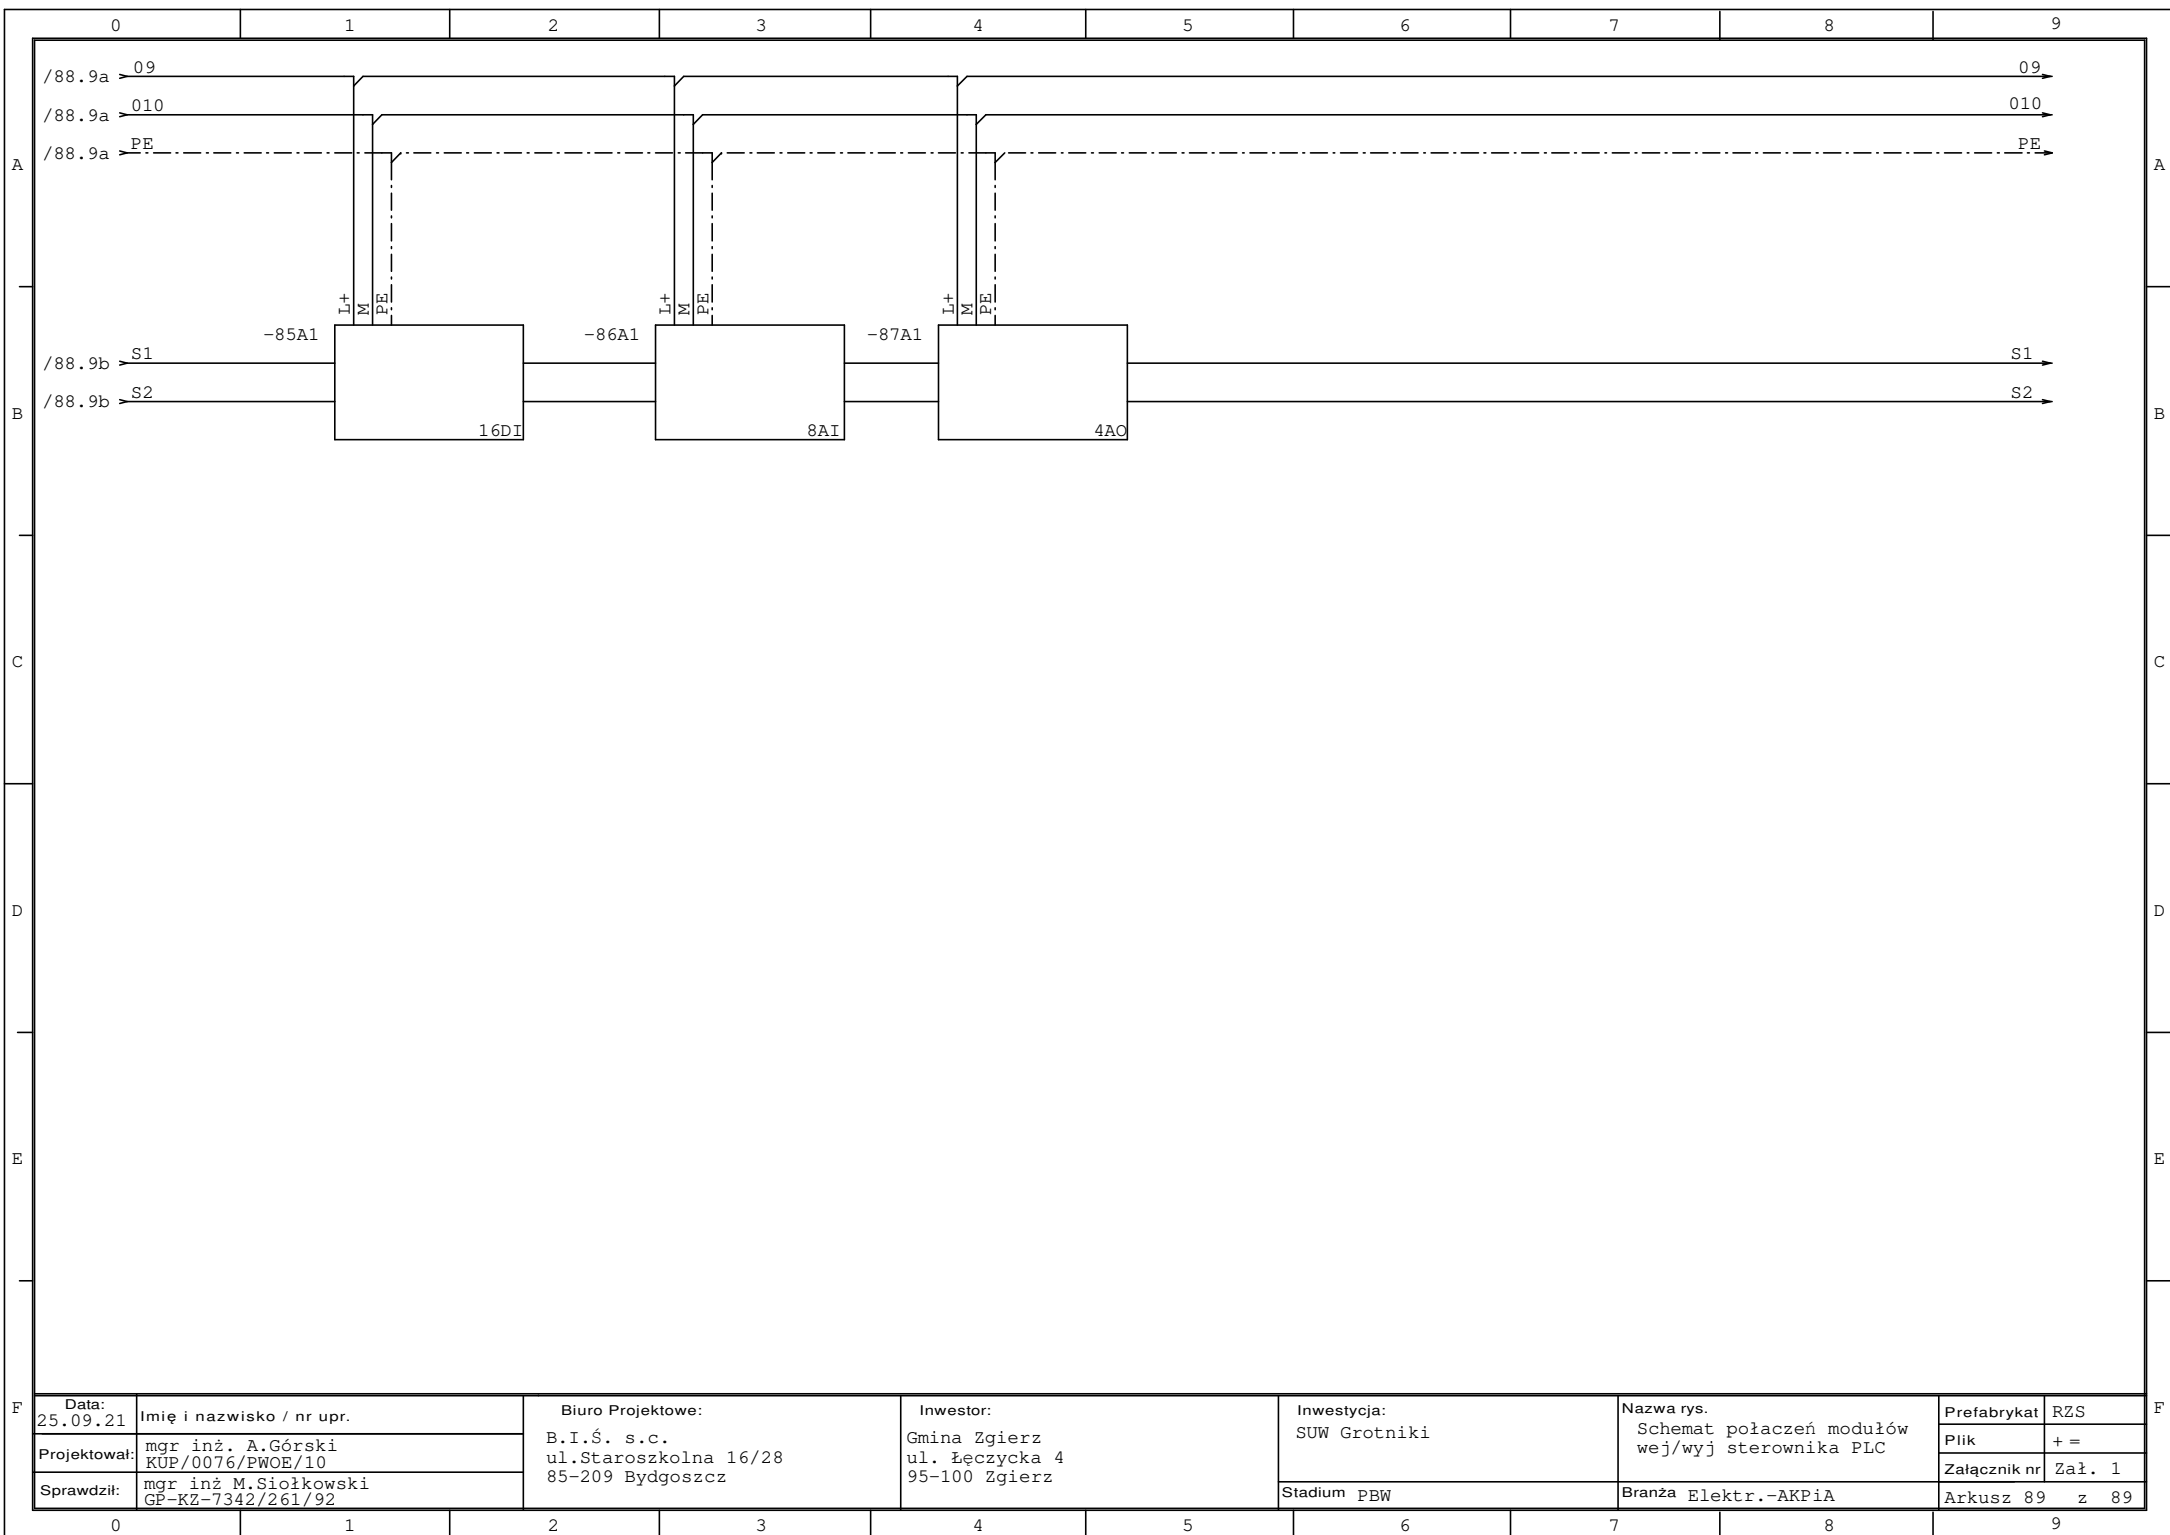 0 1 2 3 4 5 6 7 8 9
/88.9a 09 09
/88.9a 010 010
/88.9a PE PE
A A
L+ M PE L+ M PE L+ M PE
-85A1 -86A1 -87A1
/88.9b S1 S1
/88.9b S2 S2
B B
16DI 8AI 4AO
C C
D D
E E
F F
Data:
25.09.21
Imię i nazwisko / nr upr.
Projektował:
mgr inż. A.Górski
KUP/0076/PWOE/10
Sprawdził:
mgr inż M.Siołkowski
GP-KZ-7342/261/92
Biuro Projektowe:
B.I.Ś. s.c.
ul.Staroszkolna 16/28
85-209 Bydgoszcz
Inwestor:
Gmina Zgierz
ul. Łęczycka 4
95-100 Zgierz
Inwestycja:
SUW Grotniki
Stadium PBW
Nazwa rys.
Schemat połaczeń modułów
wej/wyj sterownika PLC
Branża Elektr.-AKPiA
Prefabrykat RZS
Plik + =
Załącznik nr Zał. 1
Arkusz 89 z 89
0 1 2 3 4 5 6 7 8 9